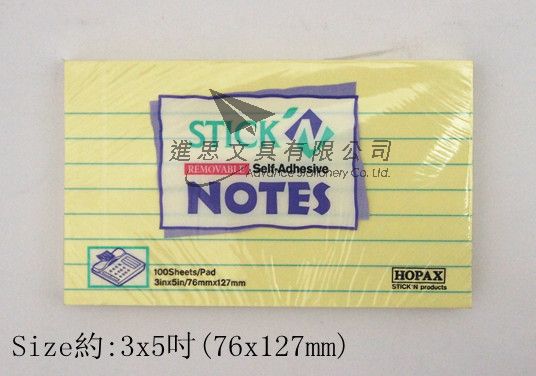 STICK'N
進思文具有限公司
REMOVABLE Self-Adhesive
Advance Stationery Co. Ltd.
NOTES
100Sheets/Pad
3inx5in/76mmx127mm
HOPAX
STICK'N products
Size約:3x5吋(76x127mm)